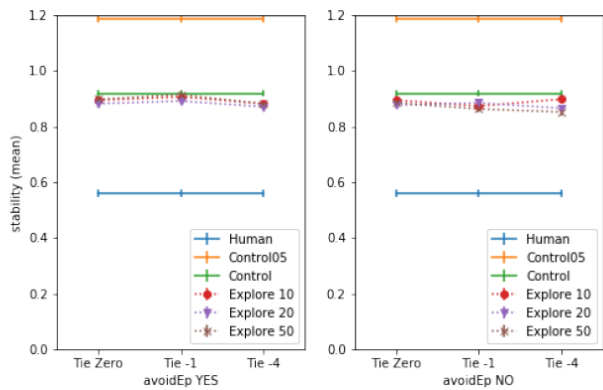 1.2
1.0
0.8
0.6
0.4
0.2
0.0
stability (mean)
Human
Control05
Control
Explore 10
Explore 20
Explore 50
Tie Zero
Tie -1
Tie -4
avoidEp YES
1.2
1.0
0.8
0.6
0.4
0.2
0.0
Human
Control05
Control
Explore 10
Explore 20
Explore 50
Tie Zero
Tie -1
Tie -4
avoidEp NO